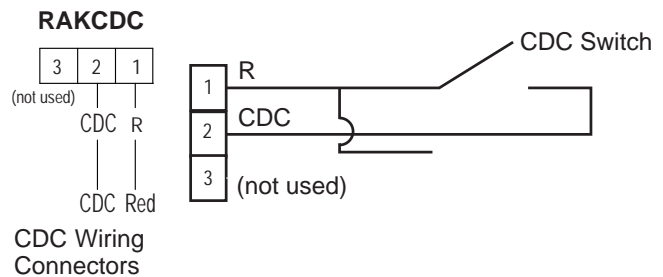 RAKCDC
3 2 1
(not used)
CDC R
CDC Red
CDC Wiring
Connectors
1 R
2 CDC
3 (not used)
CDC Switch